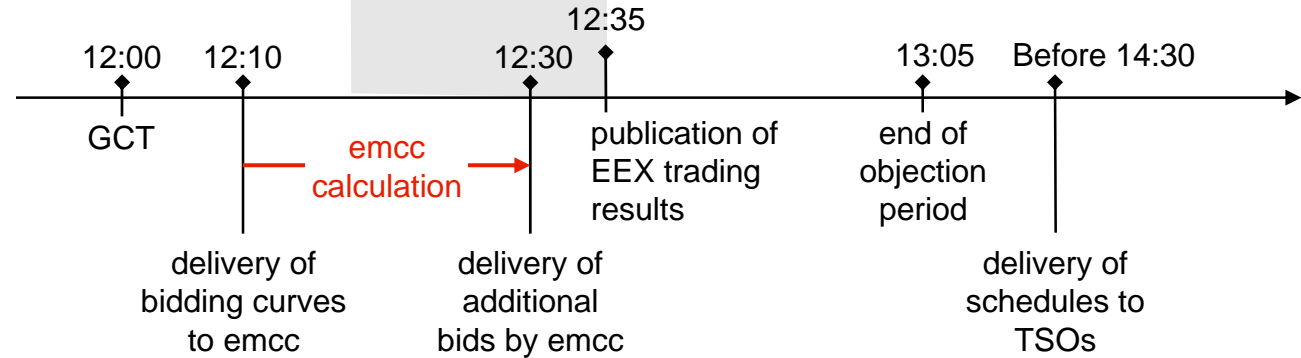 12:00
12:10
12:30
12:35
13:05
Before 14:30
GCT
emcc
calculation
publication of
EEX trading
results
end of
objection
period
delivery of
bidding curves
to emcc
delivery of
additional
bids by emcc
delivery of
schedules to
TSOs